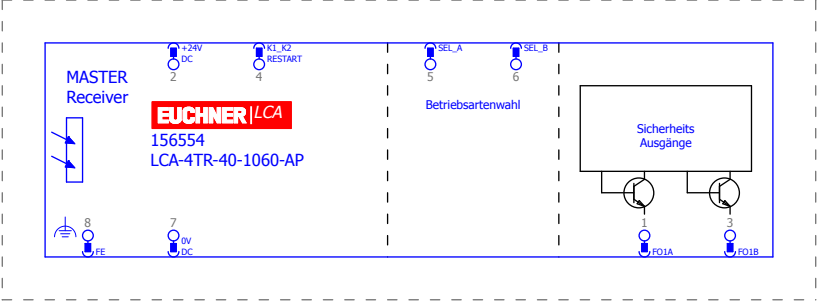 +24V
DC
2
K1_K2
RESTART
4
SEL_A
5
SEL_B
6
MASTER
Receiver
EUCHNER LCA
156554
LCA-4TR-40-1060-AP
Betriebsartenwahl
Sicherheits
Ausgänge
8
FE
7
0V
DC
1
FO1A
3
FO1B